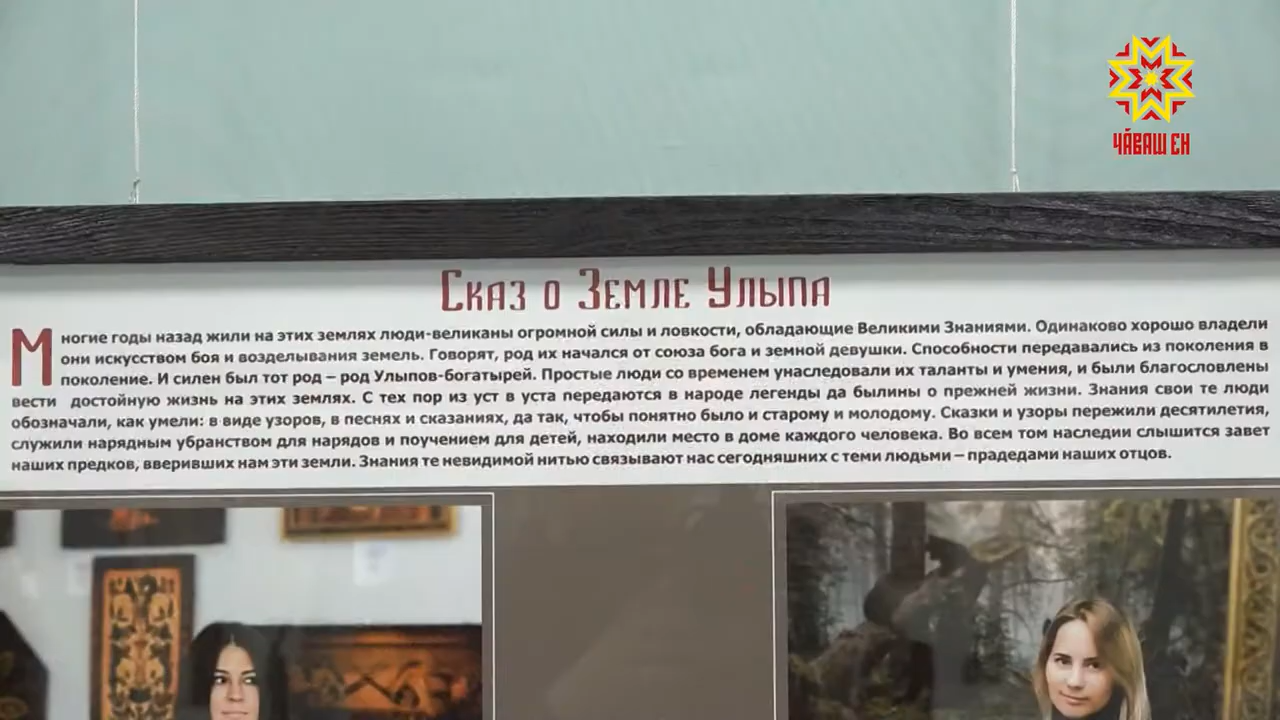 ЧӐВАШ ЕН
Сказ о Земле Улыпа
Многие годы назад жили на этих землях люди-великаны огромной силы и ловкости, обладающие Великими Знаниями. Одинаково хорошо владели
они искусством боя и возделывания земель. Говорят, род их начался от союза бога и земной девушки. Способности передавались из поколения в
поколение. И силен был тот род – род Улыпов-богатырей. Простые люди со временем унаследовали их таланты и умения, и были благословлены
вести достойную жизнь на этих землях. С тех пор из уст в уста передаются в народе легенды да былины о прежней жизни. Знания свои те люди
обозначали, как умели: в виде узоров, в песнях и сказаниях, да так, чтобы понятно было и старому и молодому. Сказки и узоры пережили десятилетия,
служили нарядным убранством для нарядов и поучением для детей, находили место в доме каждого человека. Во всем том наследии слышится завет
наших предков, вверивших нам эти земли. Знания те невидимой нитью связывают нас сегодняшних с теми людьми – прадедами наших отцов.